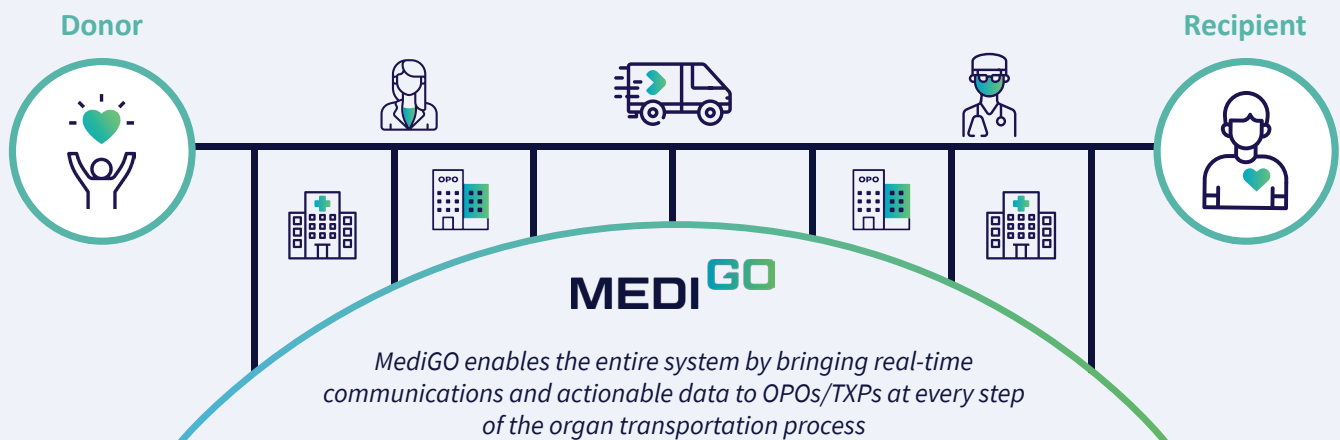 Donor
Recipient
OPO
OPO
MEDIGO
MediGO enables the entire system by bringing real-time
communications and actionable data to OPOs/TXPs at every step
of the organ transportation process